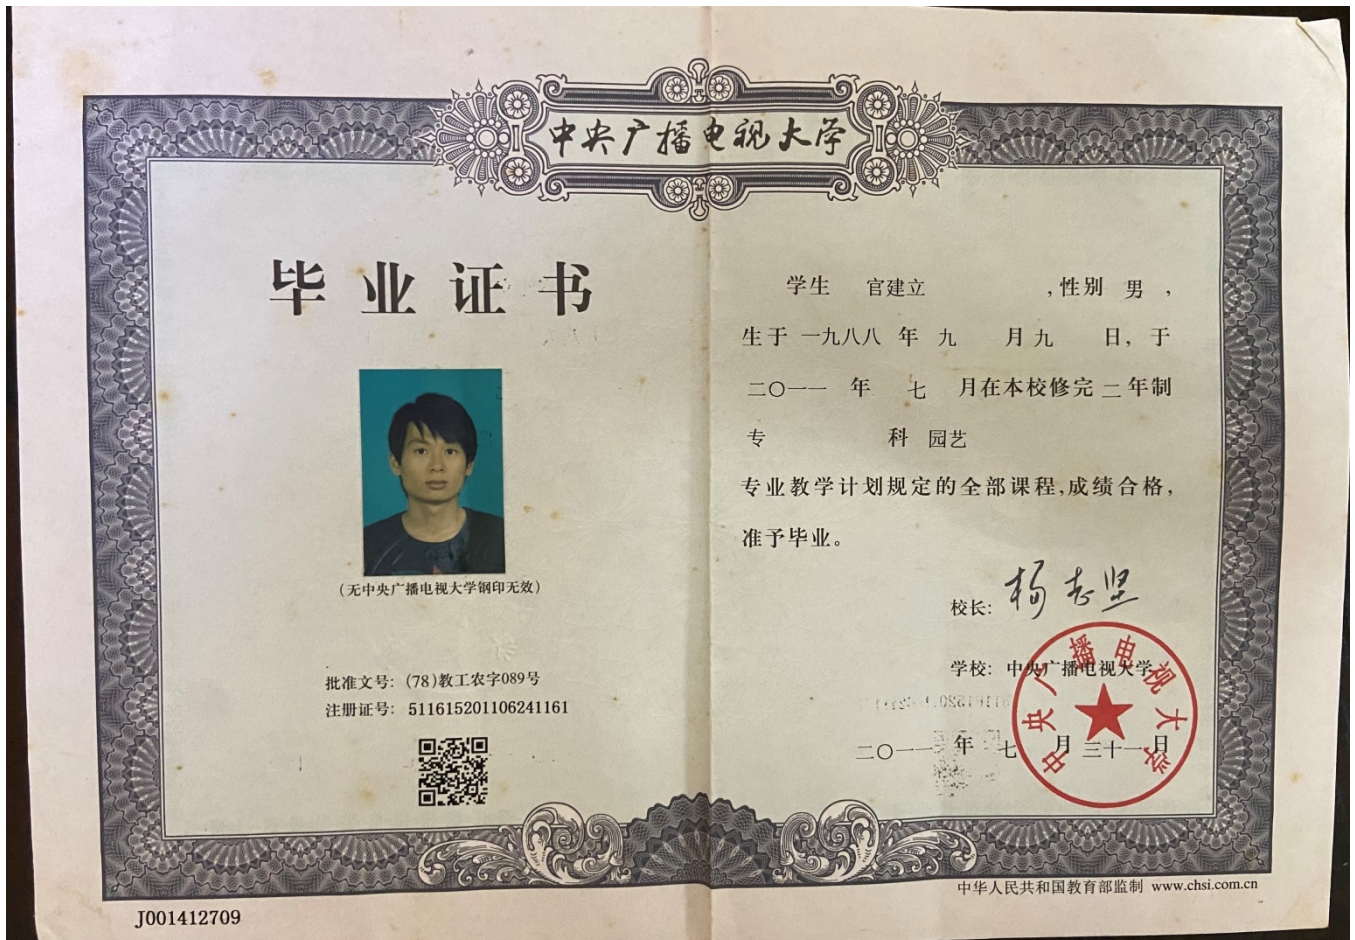 中央广播电视大学
毕业证书
(无中央广播电视大学钢印无效)
批准文号: (78)教工农字089号
注册证号: 511615201106241161
J001412709
学生 官建立 ,性别 男 ,
生于 一九八八 年 九 月 九 日, 于
二〇一一 年 七 月在本校修完 二 年制
专 科 园艺
专业教学计划规定的全部课程,成绩合格,
准予毕业。
校长: 杨志坚
学校: 中央广播电视大学
二〇一一 年 七 月 三十一 日
中央广播电视大学
中华人民共和国教育部监制 www.chsi.com.cn